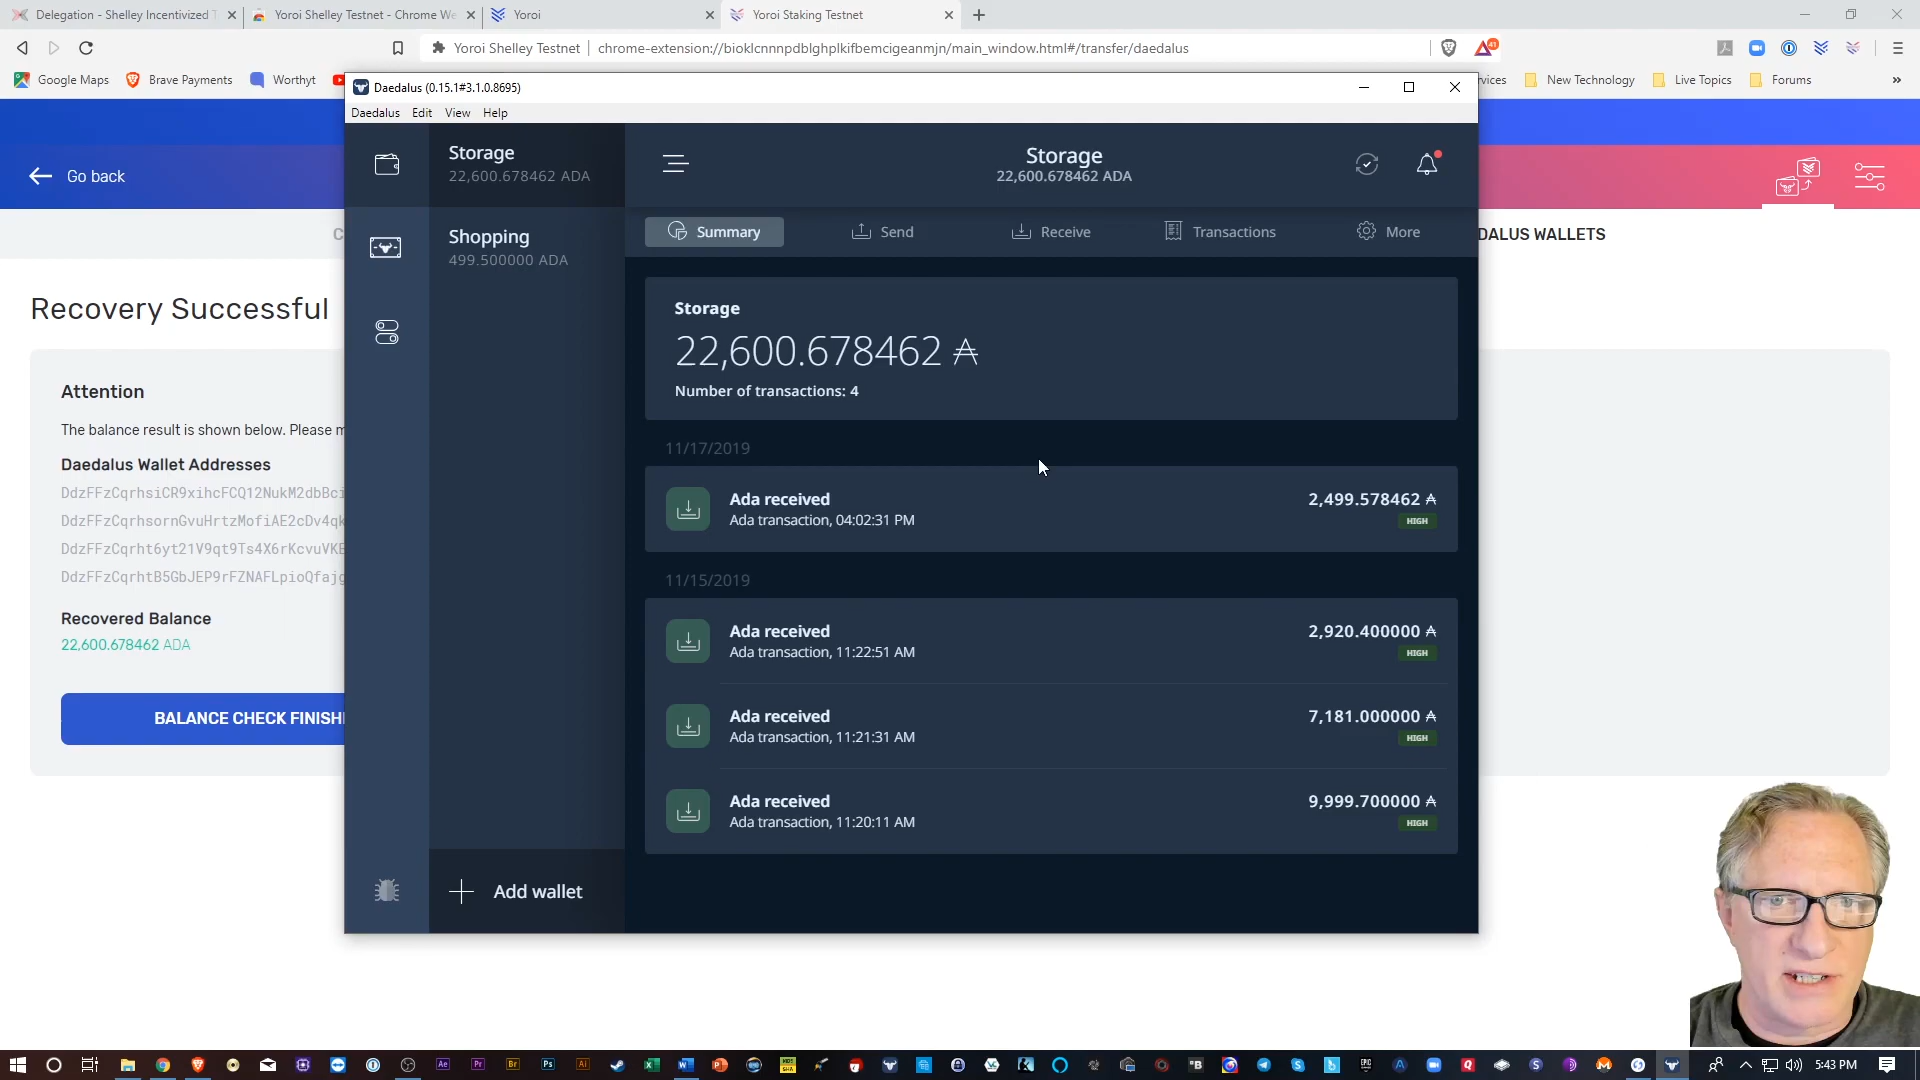 Delegation - Shelley Incentivized T
Yoroi Shelley Testnet - Chrome We
Yoroi
Yoroi Staking Testnet
Yoroi Shelley Testnet
chrome-extension://bioklcnnnpdblghplkifbemcigeanmjn/main_window.html#/transfer/daedalus
41
Google Maps
Brave Payments
Worthyt
vices
New Technology
Live Topics
Forums
»
Daedalus (0.15.1#3.1.0.8695)
Daedalus Edit View Help
Go back
Storage
22,600.678462 ADA
Storage
22,600.678462 ADA
Shopping
499.500000 ADA
Summary
Send
Receive
Transactions
More
C
DALUS WALLETS
Recovery Successful
Attention
The balance result is shown below. Please m
Daedalus Wallet Addresses
DdzFFzCqrhsiCR9xihcFCQ12NukM2dbBci
DdzFFzCqrhsornGvuHrtzMofiAE2cDv4qk
DdzFFzCqrht6yt21V9qt9Ts4X6rKcvuVKE
DdzFFzCqrhtB5GbJEP9rFZNAFLpioQfajg
Recovered Balance
22,600.678462 ADA
BALANCE CHECK FINISH
Storage
22,600.678462 ₳
Number of transactions: 4
11/17/2019
Ada received
2,499.578462 ₳
Ada transaction, 04:02:31 PM
HIGH
11/15/2019
Ada received
2,920.400000 ₳
Ada transaction, 11:22:51 AM
HIGH
Ada received
7,181.000000 ₳
Ada transaction, 11:21:31 AM
HIGH
Ada received
9,999.700000 ₳
Ada transaction, 11:20:11 AM
HIGH
Add wallet
5:43 PM